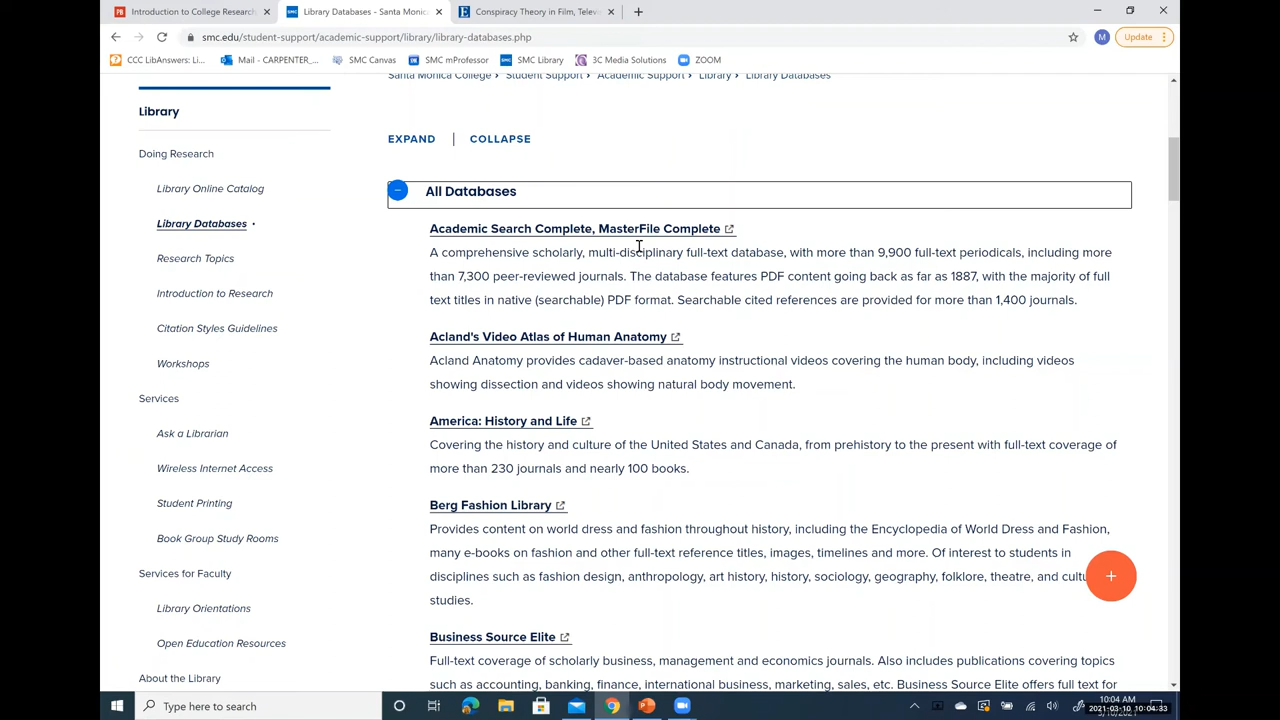 Introduction to College Research
Library Databases - Santa Monic
Conspiracy Theory in Film, Telev
smc.edu/student-support/academic-support/library/library-databases.php
M
Update
CCC LibAnswers: Li...
Mail - CARPENTER_...
SMC Canvas
SMC mProfessor
SMC Library
3C Media Solutions
ZOOM
Santa Monica College › Student Support › Academic Support › Library › Library Databases
Library
Doing Research
Library Online Catalog
Library Databases
Research Topics
Introduction to Research
Citation Styles Guidelines
Workshops
Services
Ask a Librarian
Wireless Internet Access
Student Printing
Book Group Study Rooms
Services for Faculty
Library Orientations
Open Education Resources
About the Library
EXPAND | COLLAPSE
All Databases
Academic Search Complete, MasterFile Complete
A comprehensive scholarly, multi-disciplinary full-text database, with more than 9,900 full-text periodicals, including more
than 7,300 peer-reviewed journals. The database features PDF content going back as far as 1887, with the majority of full
text titles in native (searchable) PDF format. Searchable cited references are provided for more than 1,400 journals.
Acland's Video Atlas of Human Anatomy
Acland Anatomy provides cadaver-based anatomy instructional videos covering the human body, including videos
showing dissection and videos showing natural body movement.
America: History and Life
Covering the history and culture of the United States and Canada, from prehistory to the present with full-text coverage of
more than 230 journals and nearly 100 books.
Berg Fashion Library
Provides content on world dress and fashion throughout history, including the Encyclopedia of World Dress and Fashion,
many e-books on fashion and other full-text reference titles, images, timelines and more. Of interest to students in
disciplines such as fashion design, anthropology, art history, history, sociology, geography, folklore, theatre, and cultu
studies.
Business Source Elite
Full-text coverage of scholarly business, management and economics journals. Also includes publications covering topics
such as accounting, banking, finance, international business, marketing, sales, etc. Business Source Elite offers full text for
Type here to search
10:04 AM
2021-03-10 10:04:33